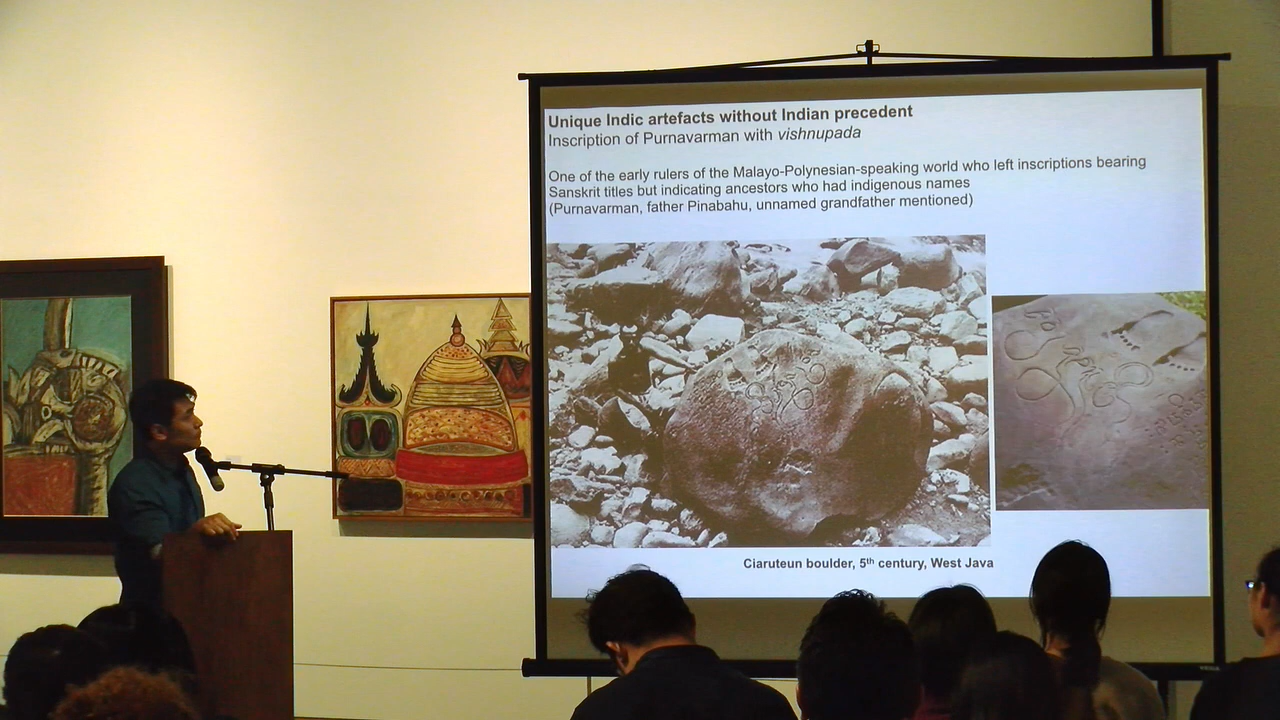 Unique Indic artefacts without Indian precedent
Inscription of Purnavarman with vishnupada
One of the early rulers of the Malayo-Polynesian-speaking world who left inscriptions bearing
Sanskrit titles but indicating ancestors who had indigenous names
(Purnavarman, father Pinabahu, unnamed grandfather mentioned)
Ciaruteun boulder, 5th century, West Java